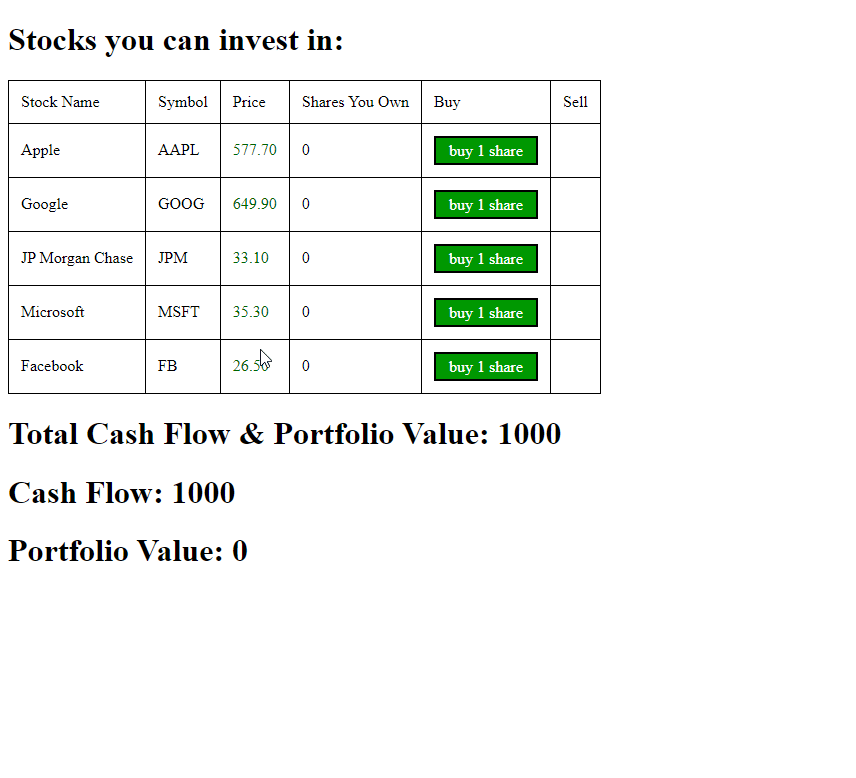 Stocks you can invest in:
Stock Name Symbol Price Shares You Own Buy Sell
Apple AAPL 577.70 0 buy 1 share
Google GOOG 649.90 0 buy 1 share
JP Morgan Chase JPM 33.10 0 buy 1 share
Microsoft MSFT 35.30 0 buy 1 share
Facebook FB 0 buy 1 share
Total Cash Flow & Portfolio Value: 1000
Cash Flow: 1000
Portfolio Value: 0